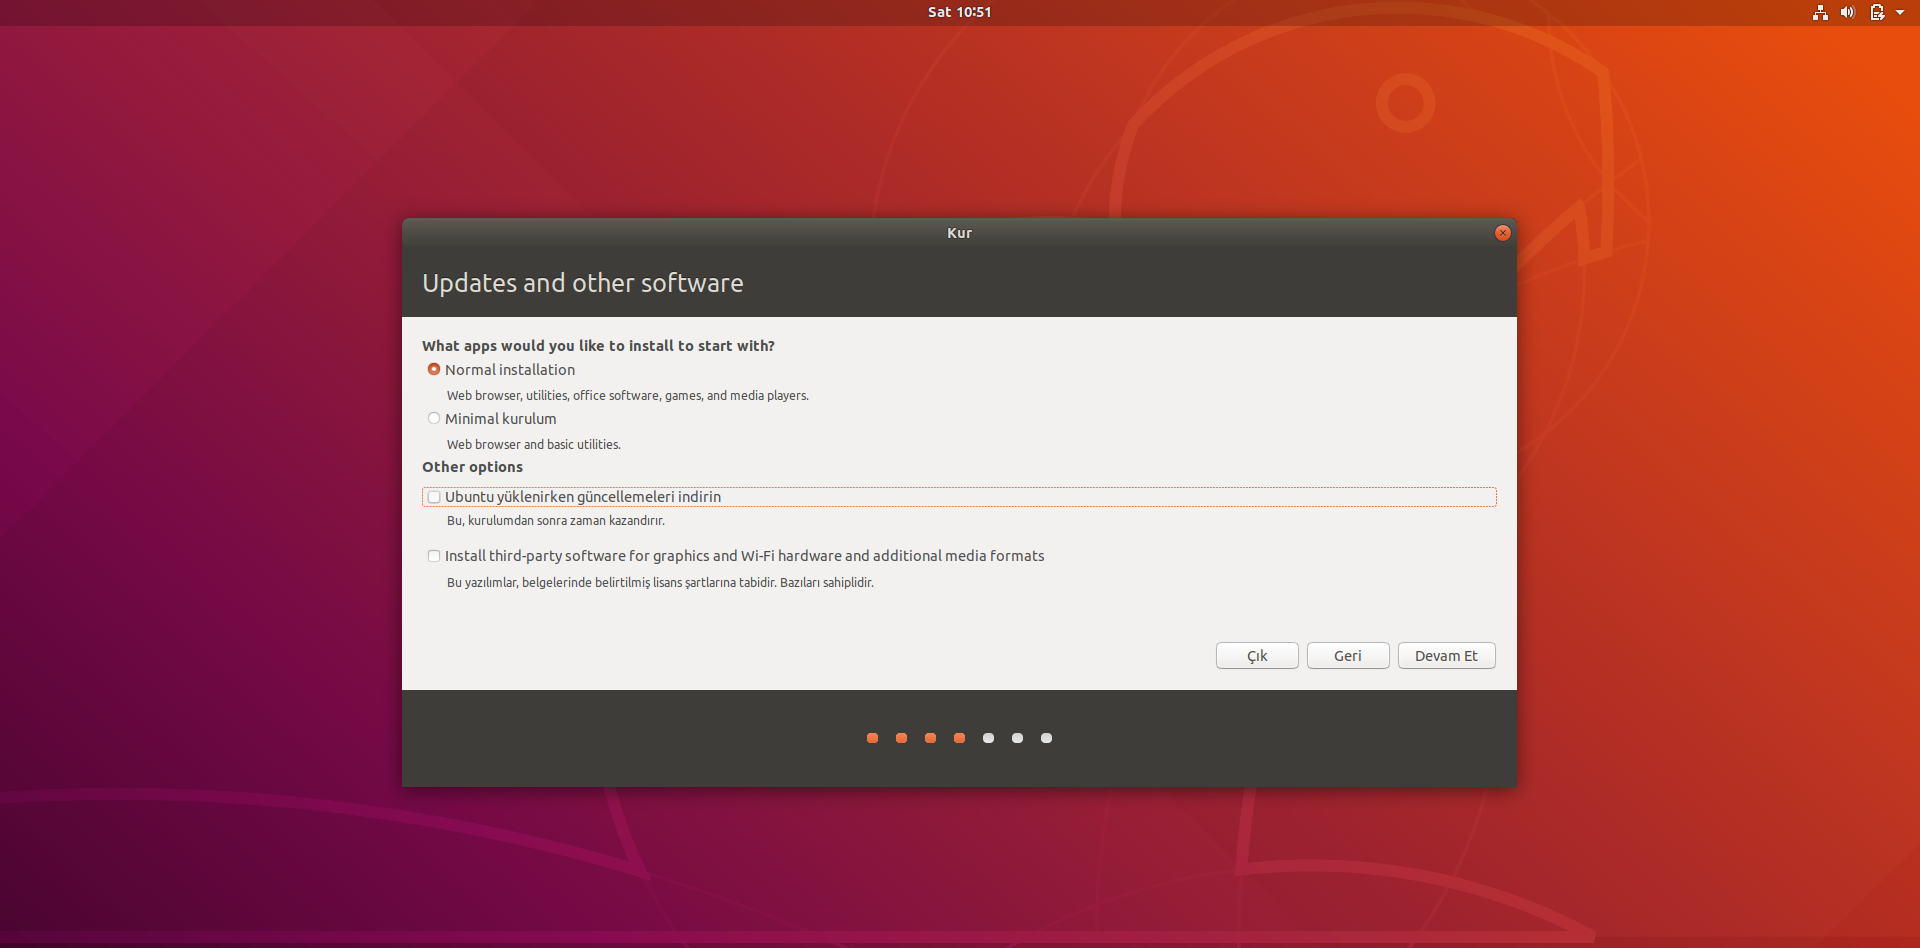 Sat 10:51
Kur
Updates and other software
What apps would you like to install to start with?
Normal installation
Web browser, utilities, office software, games, and media players.
Minimal kurulum
Web browser and basic utilities.
Other options
Ubuntu yüklenirken güncellemeleri indirin
Bu, kurulumdan sonra zaman kazandırır.
Install third-party software for graphics and Wi-Fi hardware and additional media formats
Bu yazılımlar, belgelerinde belirtilmiş lisans şartlarına tabidir. Bazıları sahiplidir.
Çık Geri Devam Et